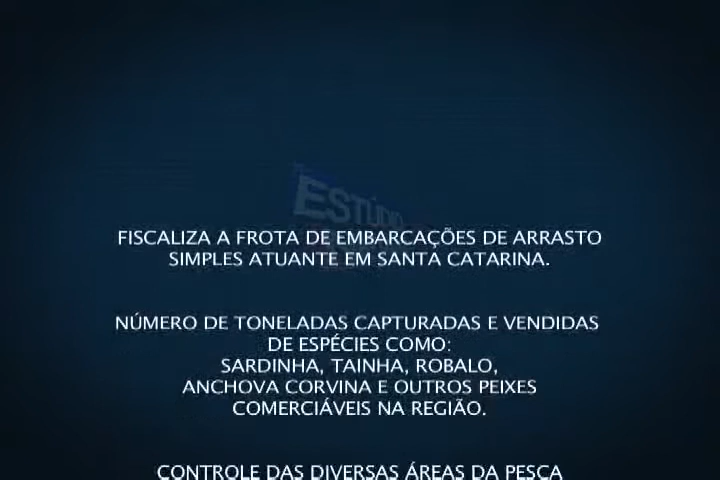 ESTÚDIO
FISCALIZA A FROTA DE EMBARCAÇÕES DE ARRASTO
SIMPLES ATUANTE EM SANTA CATARINA.
NÚMERO DE TONELADAS CAPTURADAS E VENDIDAS
DE ESPÉCIES COMO:
SARDINHA, TAINHA, ROBALO,
ANCHOVA CORVINA E OUTROS PEIXES
COMERCIÁVEIS NA REGIÃO.
CONTROLE DAS DIVERSAS ÁREAS DA PESCA